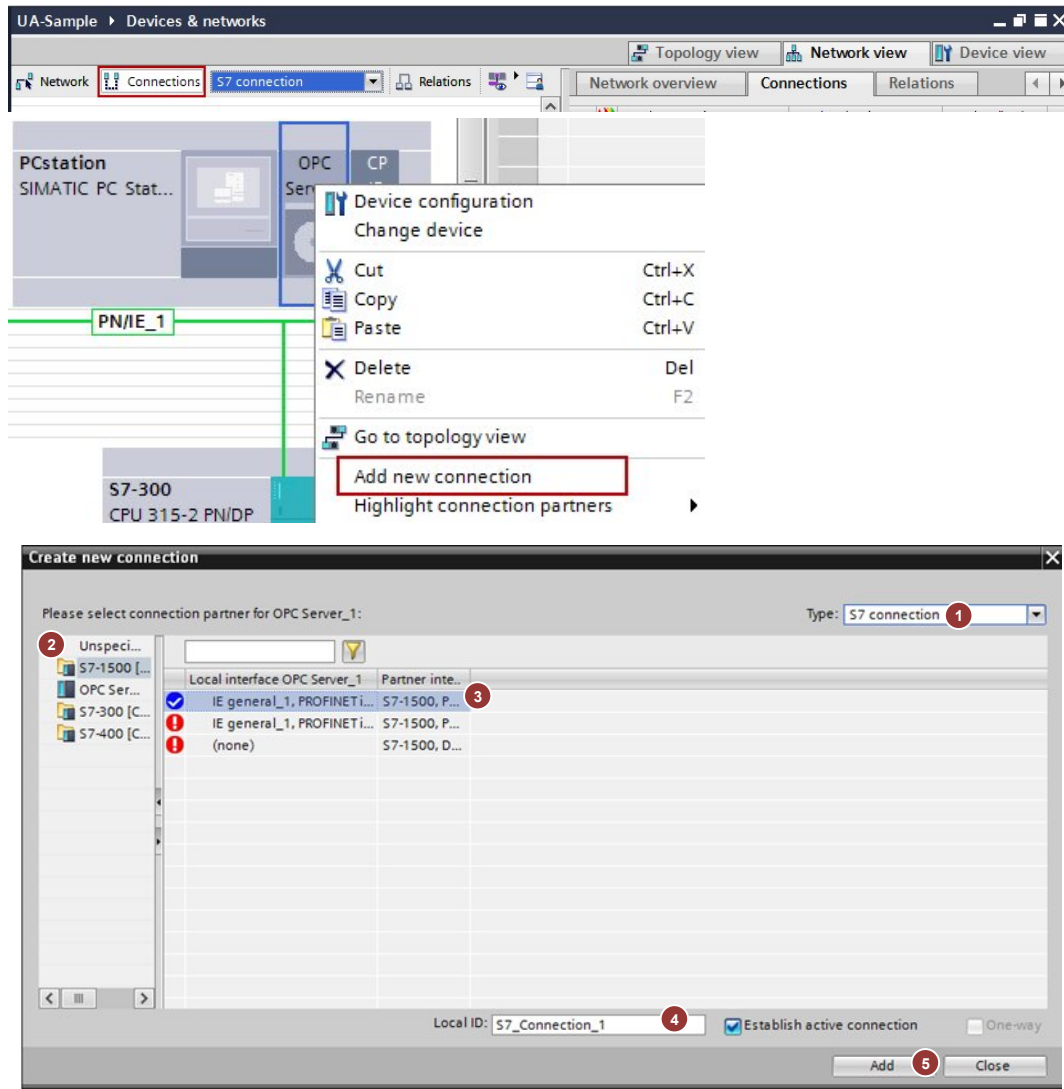 UA-Sample ▸ Devices & networks
Topology view Network view Device view
Network Connections S7 connection Relations Network overview Connections Relations
PCstation OPC CP
SIMATIC PC Stat...
Device configuration
Change device
Cut Ctrl+X
Copy Ctrl+C
PN/IE_1 Paste Ctrl+V
Delete Del
Rename F2
Go to topology view
Add new connection
S7-300
Highlight connection partners
CPU 315-2 PN/DP
Create new connection
Please select connection partner for OPC Server_1: Type: S7 connection 1
2 Unspeci...
S7-1500 [...
Local interface OPC Server_1 Partner inte..
OPC Ser... IE general_1, PROFINET i... S7-1500, P... 3
S7-300 [C... IE general_1, PROFINET i... S7-1500, P...
S7-400 [C... (none) S7-1500, D...
Local ID: S7_Connection_1 4 Establish active connection One-way
Add 5 Close